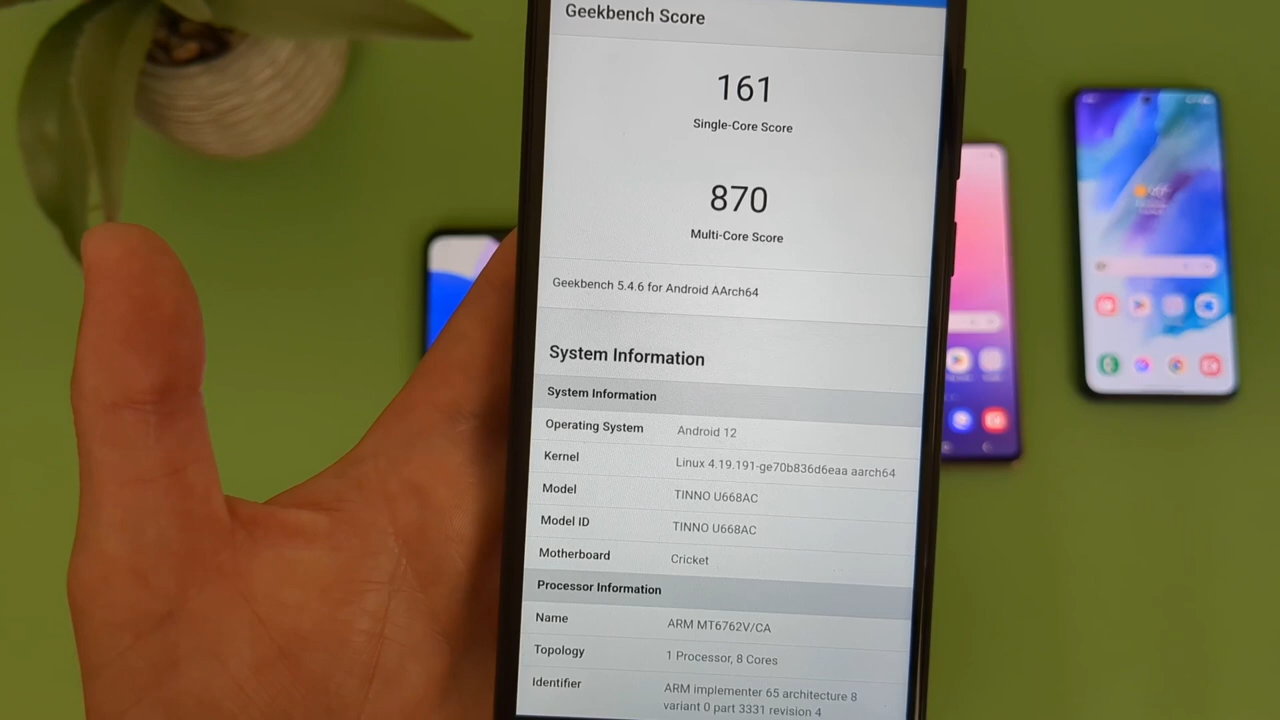 Geekbench Score
161
Single-Core Score
870
Multi-Core Score
Geekbench 5.4.6 for Android AArch64
System Information
System Information
Operating System Android 12
Kernel Linux 4.19.191-ge70b836d6eaa aarch64
Model TINNO U668AC
Model ID TINNO U668AC
Motherboard Cricket
Processor Information
Name ARM MT6762V/CA
Topology 1 Processor, 8 Cores
Identifier ARM implementer 65 architecture 8
variant 0 part 3331 revision 4